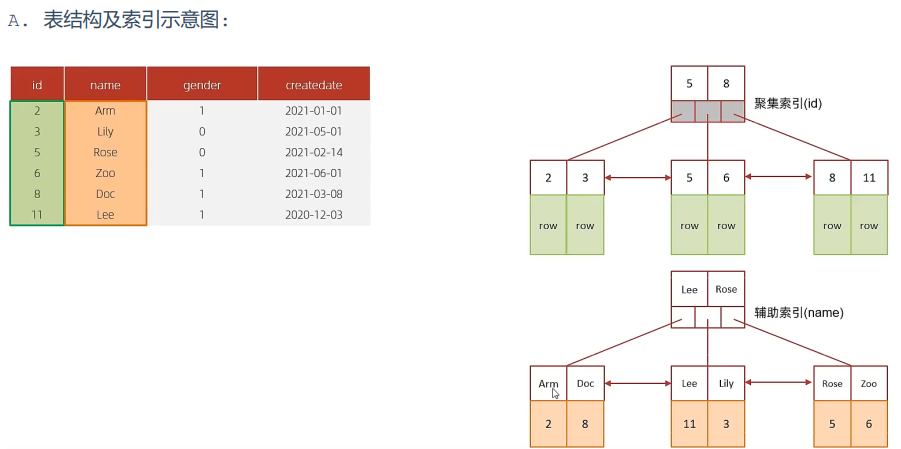 A. 表结构及索引示意图：
id name gender createdate
2 Arm 1 2021-01-01
3 Lily 0 2021-05-01
5 Rose 0 2021-02-14
6 Zoo 1 2021-06-01
8 Doc 1 2021-03-08
11 Lee 1 2020-12-03
5 8
聚集索引(id)
2 3 5 6 8 11
row row row row row row
Lee Rose
辅助索引(name)
Arm Doc Lee Lily Rose Zoo
2 8 11 3 5 6